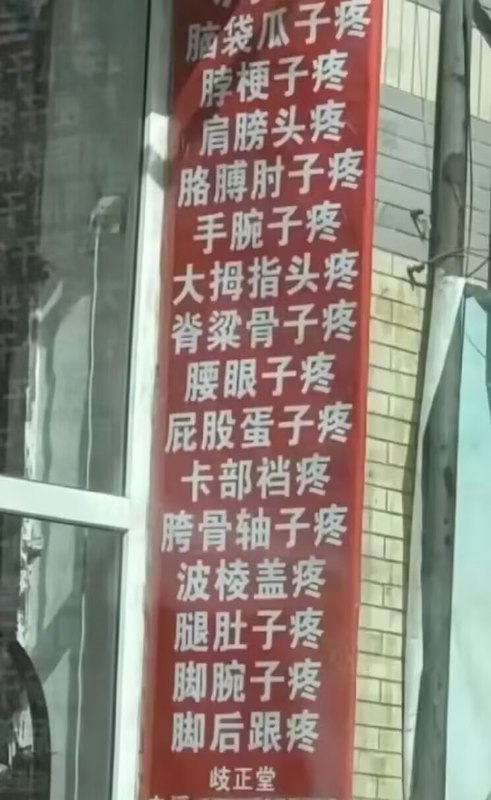 脑袋瓜子疼
脖梗子疼
肩膀头疼
胳膊肘子疼
手腕子疼
大拇指头疼
脊梁骨子疼
腰眼子疼
屁股蛋子疼
卡部裆疼
胯骨轴子疼
波棱盖疼
腿肚子疼
脚腕子疼
脚后跟疼
歧正堂